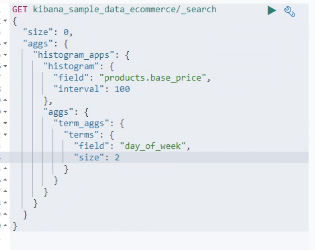 GET kibana_sample_data_ecommerce/_search
{
"size": 0,
"aggs": {
"histogram_apps": {
"histogram": {
"field": "products.base_price",
"interval": 100
},
"aggs": {
"term_aggs": {
"terms": {
"field": "day_of_week",
"size": 2
}
}
}
}
}
}